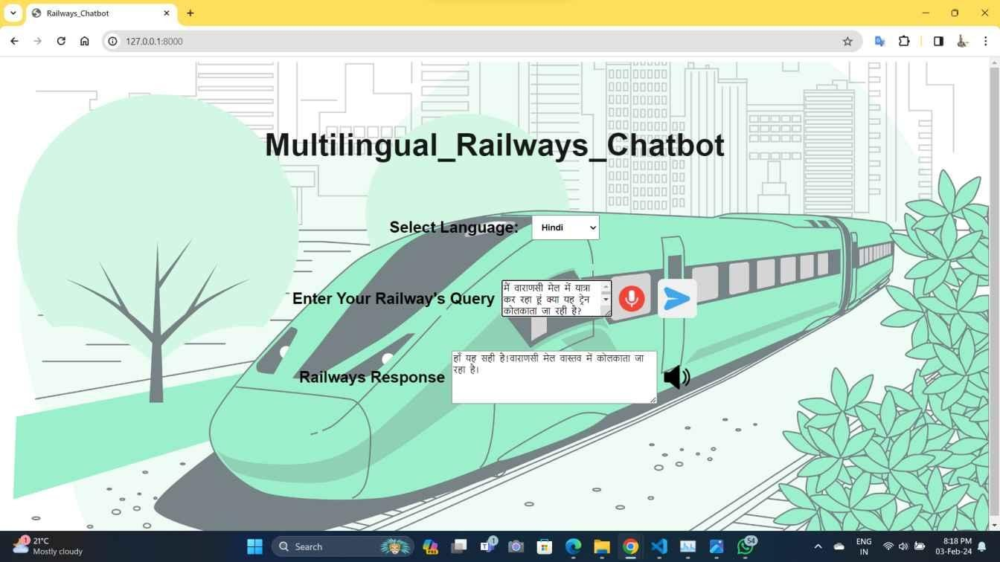 Railways_Chatbot
127.0.0.1:8000
Multilingual_Railways_Chatbot
Select Language:
Hindi
Enter Your Railway's Query
में वाराणसी मेल में यात्रा
कर रहा हूं क्या यह ट्रेन
कोलकाता जा रही है?
Railways Response
हाँ यह सही है।वाराणसी मेल वास्तव में कोलकाता जा
रहा है।
1
21°C
Mostly cloudy
Search
1
54
ENG
IN
8:18 PM
03-Feb-24